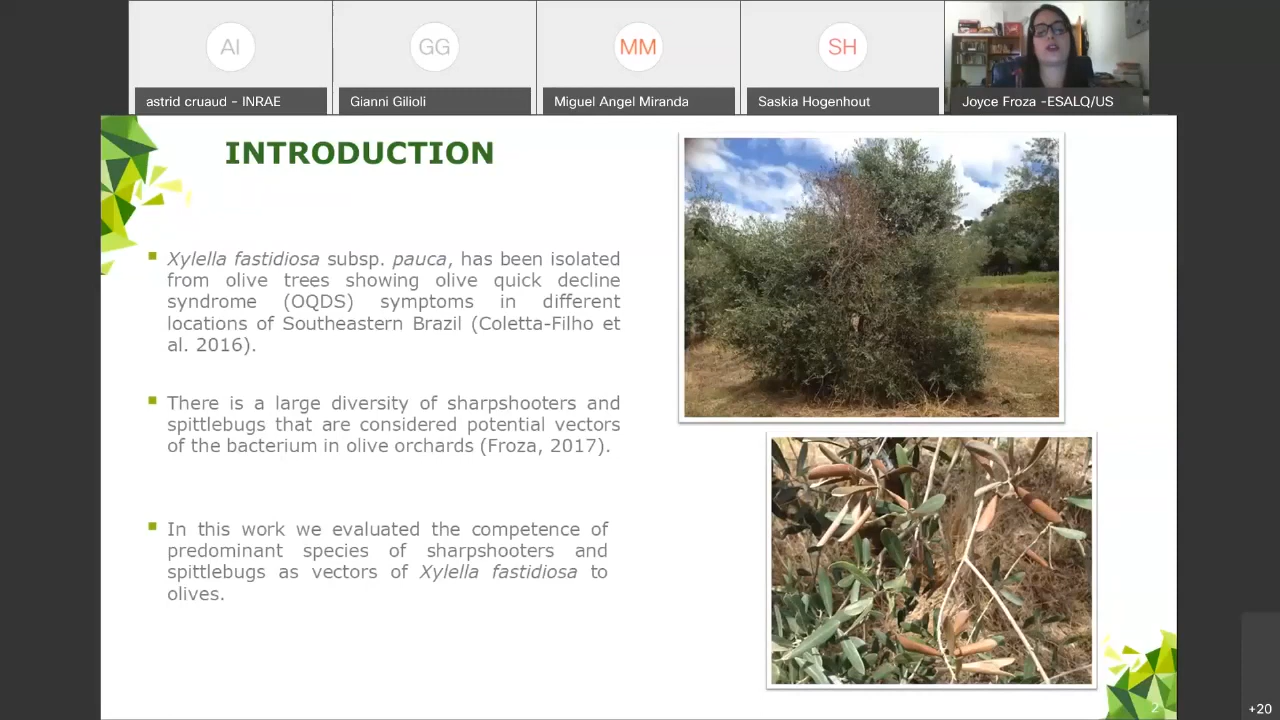 AI
GG
MM
SH
astrid cruaud - INRAE
Gianni Gilioli
Miguel Angel Miranda
Saskia Hogenhout
Joyce Froza -ESALQ/US
INTRODUCTION
Xylella fastidiosa subsp. pauca, has been isolated
from olive trees showing olive quick decline
syndrome (OQDS) symptoms in different
locations of Southeastern Brazil (Coletta-Filho et
al. 2016).
There is a large diversity of sharpshooters and
spittlebugs that are considered potential vectors
of the bacterium in olive orchards (Froza, 2017).
In this work we evaluated the competence of
predominant species of sharpshooters and
spittlebugs as vectors of Xylella fastidiosa to
olives.
2
+20